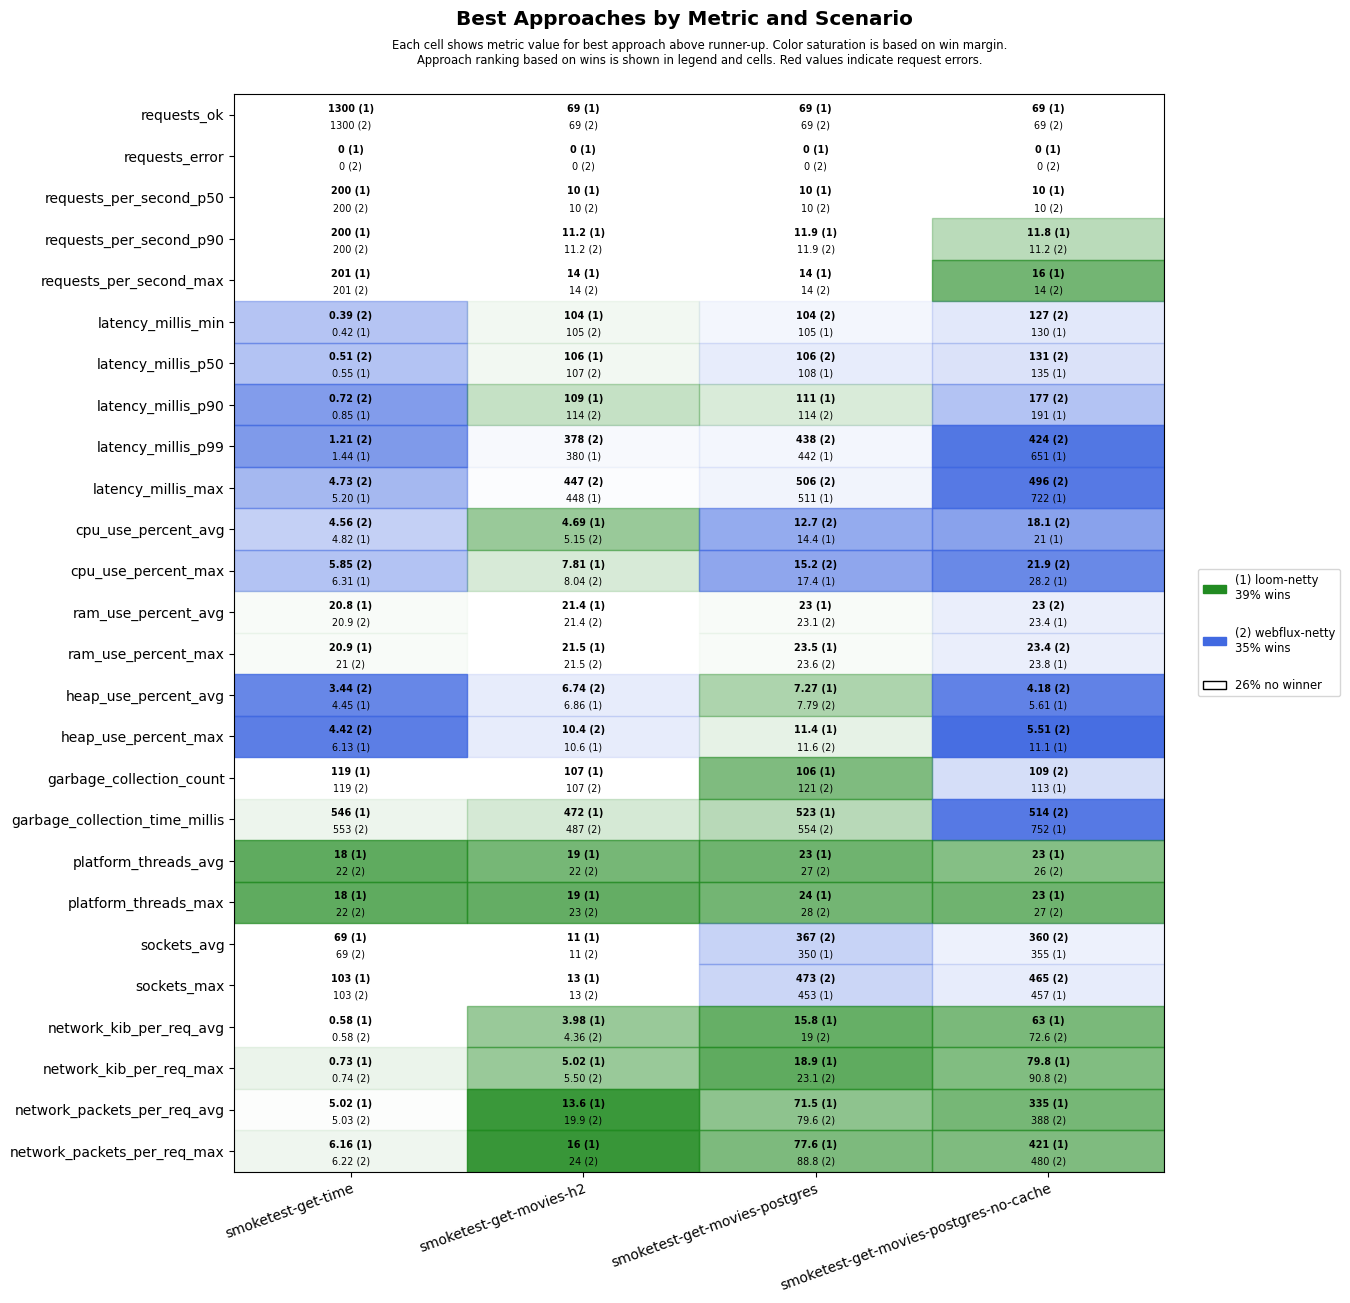 Best Approaches by Metric and Scenario
Each cell shows metric value for best approach above runner-up. Color saturation is based on win margin.
Approach ranking based on wins is shown in legend and cells. Red values indicate request errors.
requests_ok
1300 (1) 69 (1) 69 (1) 69 (1)
1300 (2) 69 (2) 69 (2) 69 (2)
requests_error
0 (1) 0 (1) 0 (1) 0 (1)
0 (2) 0 (2) 0 (2) 0 (2)
requests_per_second_p50
200 (1) 10 (1) 10 (1) 10 (1)
200 (2) 10 (2) 10 (2) 10 (2)
requests_per_second_p90
200 (1) 11.2 (1) 11.9 (1) 11.8 (1)
200 (2) 11.2 (2) 11.9 (2) 11.2 (2)
requests_per_second_max
201 (1) 14 (1) 14 (1) 16 (1)
201 (2) 14 (2) 14 (2) 14 (2)
latency_millis_min
0.39 (2) 104 (1) 104 (2) 127 (2)
0.42 (1) 105 (2) 105 (1) 130 (1)
latency_millis_p50
0.51 (2) 106 (1) 106 (2) 131 (2)
0.55 (1) 107 (2) 108 (1) 135 (1)
latency_millis_p90
0.72 (2) 109 (1) 111 (1) 177 (2)
0.85 (1) 114 (2) 114 (2) 191 (1)
latency_millis_p99
1.21 (2) 378 (2) 438 (2) 424 (2)
1.44 (1) 380 (1) 442 (1) 651 (1)
latency_millis_max
4.73 (2) 447 (2) 506 (2) 496 (2)
5.20 (1) 448 (1) 511 (1) 722 (1)
cpu_use_percent_avg
4.56 (2) 4.69 (1) 12.7 (2) 18.1 (2)
4.82 (1) 5.15 (2) 14.4 (1) 21 (1)
cpu_use_percent_max
5.85 (2) 7.81 (1) 15.2 (2) 21.9 (2)
6.31 (1) 8.04 (2) 17.4 (1) 28.2 (1)
ram_use_percent_avg
20.8 (1) 21.4 (1) 23 (1) 23 (2)
20.9 (2) 21.4 (2) 23.1 (2) 23.4 (1)
ram_use_percent_max
20.9 (1) 21.5 (1) 23.5 (1) 23.4 (2)
21 (2) 21.5 (2) 23.6 (2) 23.8 (1)
heap_use_percent_avg
3.44 (2) 6.74 (2) 7.27 (1) 4.18 (2)
4.45 (1) 6.86 (1) 7.79 (2) 5.61 (1)
heap_use_percent_max
4.42 (2) 10.4 (2) 11.4 (1) 5.51 (2)
6.13 (1) 10.6 (1) 11.6 (2) 11.1 (1)
garbage_collection_count
119 (1) 107 (1) 106 (1) 109 (2)
119 (2) 107 (2) 121 (2) 113 (1)
garbage_collection_time_millis
546 (1) 472 (1) 523 (1) 514 (2)
553 (2) 487 (2) 554 (2) 752 (1)
platform_threads_avg
18 (1) 19 (1) 23 (1) 23 (1)
22 (2) 22 (2) 27 (2) 26 (2)
platform_threads_max
18 (1) 19 (1) 24 (1) 23 (1)
22 (2) 23 (2) 28 (2) 27 (2)
sockets_avg
69 (1) 11 (1) 367 (2) 360 (2)
69 (2) 11 (2) 350 (1) 355 (1)
sockets_max
103 (1) 13 (1) 473 (2) 465 (2)
103 (2) 13 (2) 453 (1) 457 (1)
network_kib_per_req_avg
0.58 (1) 3.98 (1) 15.8 (1) 63 (1)
0.58 (2) 4.36 (2) 19 (2) 72.6 (2)
network_kib_per_req_max
0.73 (1) 5.02 (1) 18.9 (1) 79.8 (1)
0.74 (2) 5.50 (2) 23.1 (2) 90.8 (2)
network_packets_per_req_avg
5.02 (1) 13.6 (1) 71.5 (1) 335 (1)
5.03 (2) 19.9 (2) 79.6 (2) 388 (2)
network_packets_per_req_max
6.16 (1) 16 (1) 77.6 (1) 421 (1)
6.22 (2) 24 (2) 88.8 (2) 480 (2)
smoketest-get-time
smoketest-get-movies-h2
smoketest-get-movies-postgres
smoketest-get-movies-postgres-no-cache
(1) loom-netty
39% wins
(2) webflux-netty
35% wins
26% no winner